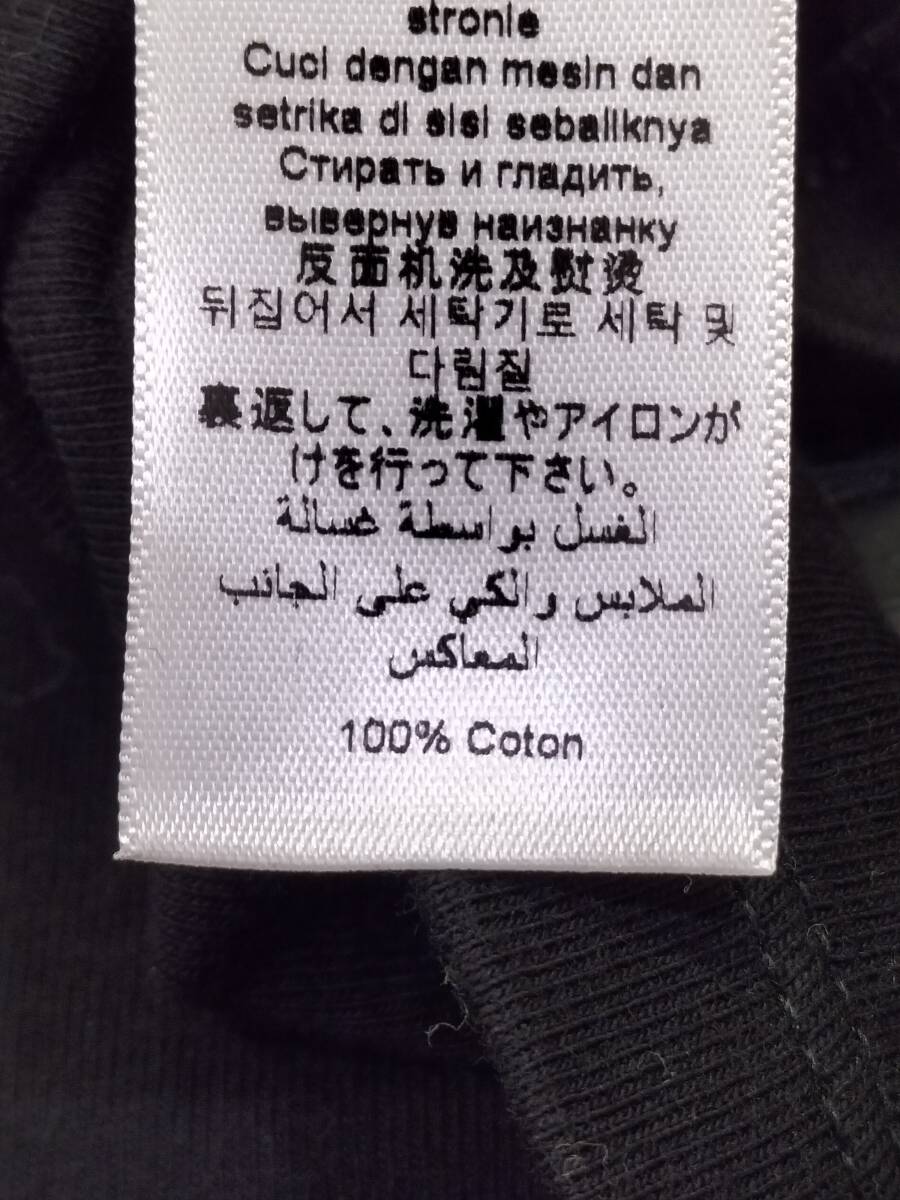 stronie
Cuci dengan mesin dan
setrika di sisi sebaliknya
Стирать и гладить,
вывернув наизнанку
反面机洗及熨烫
뒤집어서 세탁기로 세탁 및
다림질
裏返して、洗濯やアイロンが
けを行って下さい。
الغسل بواسطة غسالة
الملابس والكي على الجانب
المعاكس
100% Coton